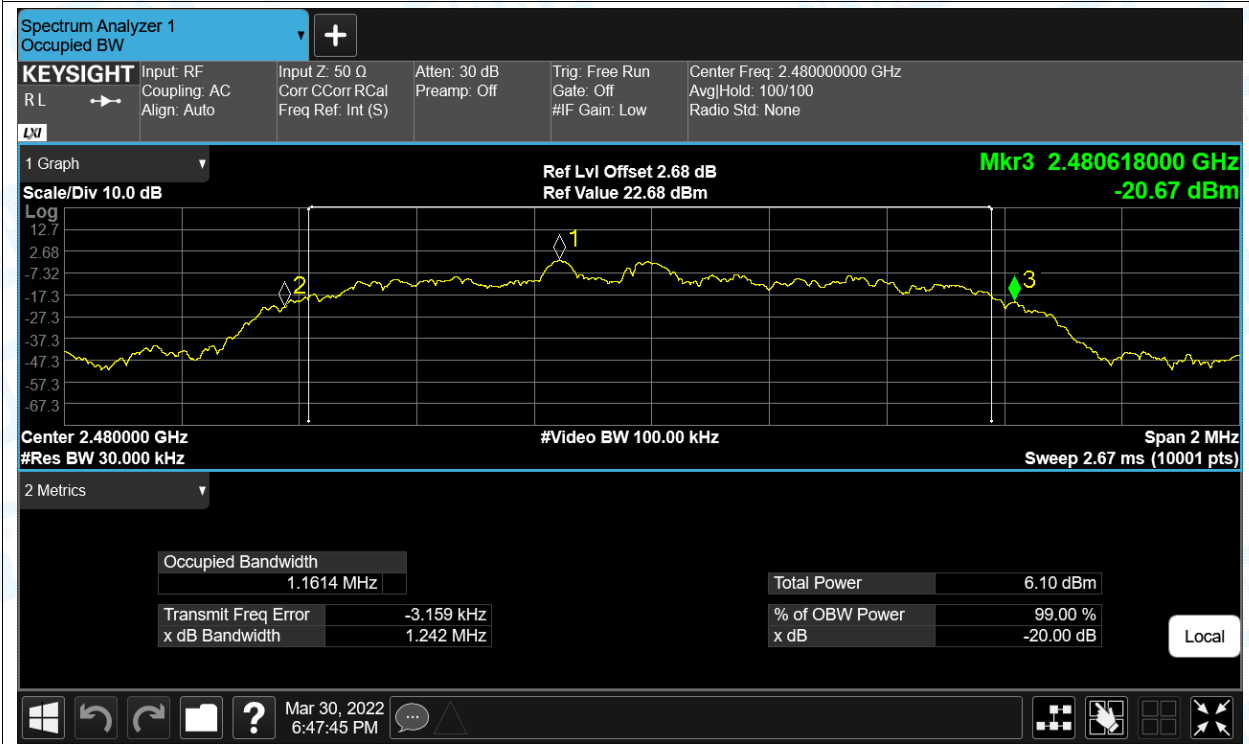 Spectrum Analyzer 1
Occupied BW
KEYSIGHT
R L
LXI
Input: RF
Coupling: AC
Align: Auto
Input Z: 50 Ω
Corr CCorr RCal
Freq Ref: Int (S)
Atten: 30 dB
Preamp: Off
Trig: Free Run
Gate: Off
#IF Gain: Low
Center Freq: 2.480000000 GHz
Avg|Hold: 100/100
Radio Std: None
1 Graph
Scale/Div 10.0 dB
Ref Lvl Offset 2.68 dB
Ref Value 22.68 dBm
Mkr3 2.480618000 GHz
-20.67 dBm
Log
12.7
2.68
-7.32
-17.3
-27.3
-37.3
-47.3
-57.3
-67.3
1
2
3
Center 2.480000 GHz
#Video BW 100.00 kHz
Span 2 MHz
#Res BW 30.000 kHz
Sweep 2.67 ms (10001 pts)
2 Metrics
Occupied Bandwidth
1.1614 MHz
Total Power 6.10 dBm
Transmit Freq Error -3.159 kHz
% of OBW Power 99.00 %
x dB Bandwidth 1.242 MHz
x dB -20.00 dB
Local
?
Mar 30, 2022
6:47:45 PM